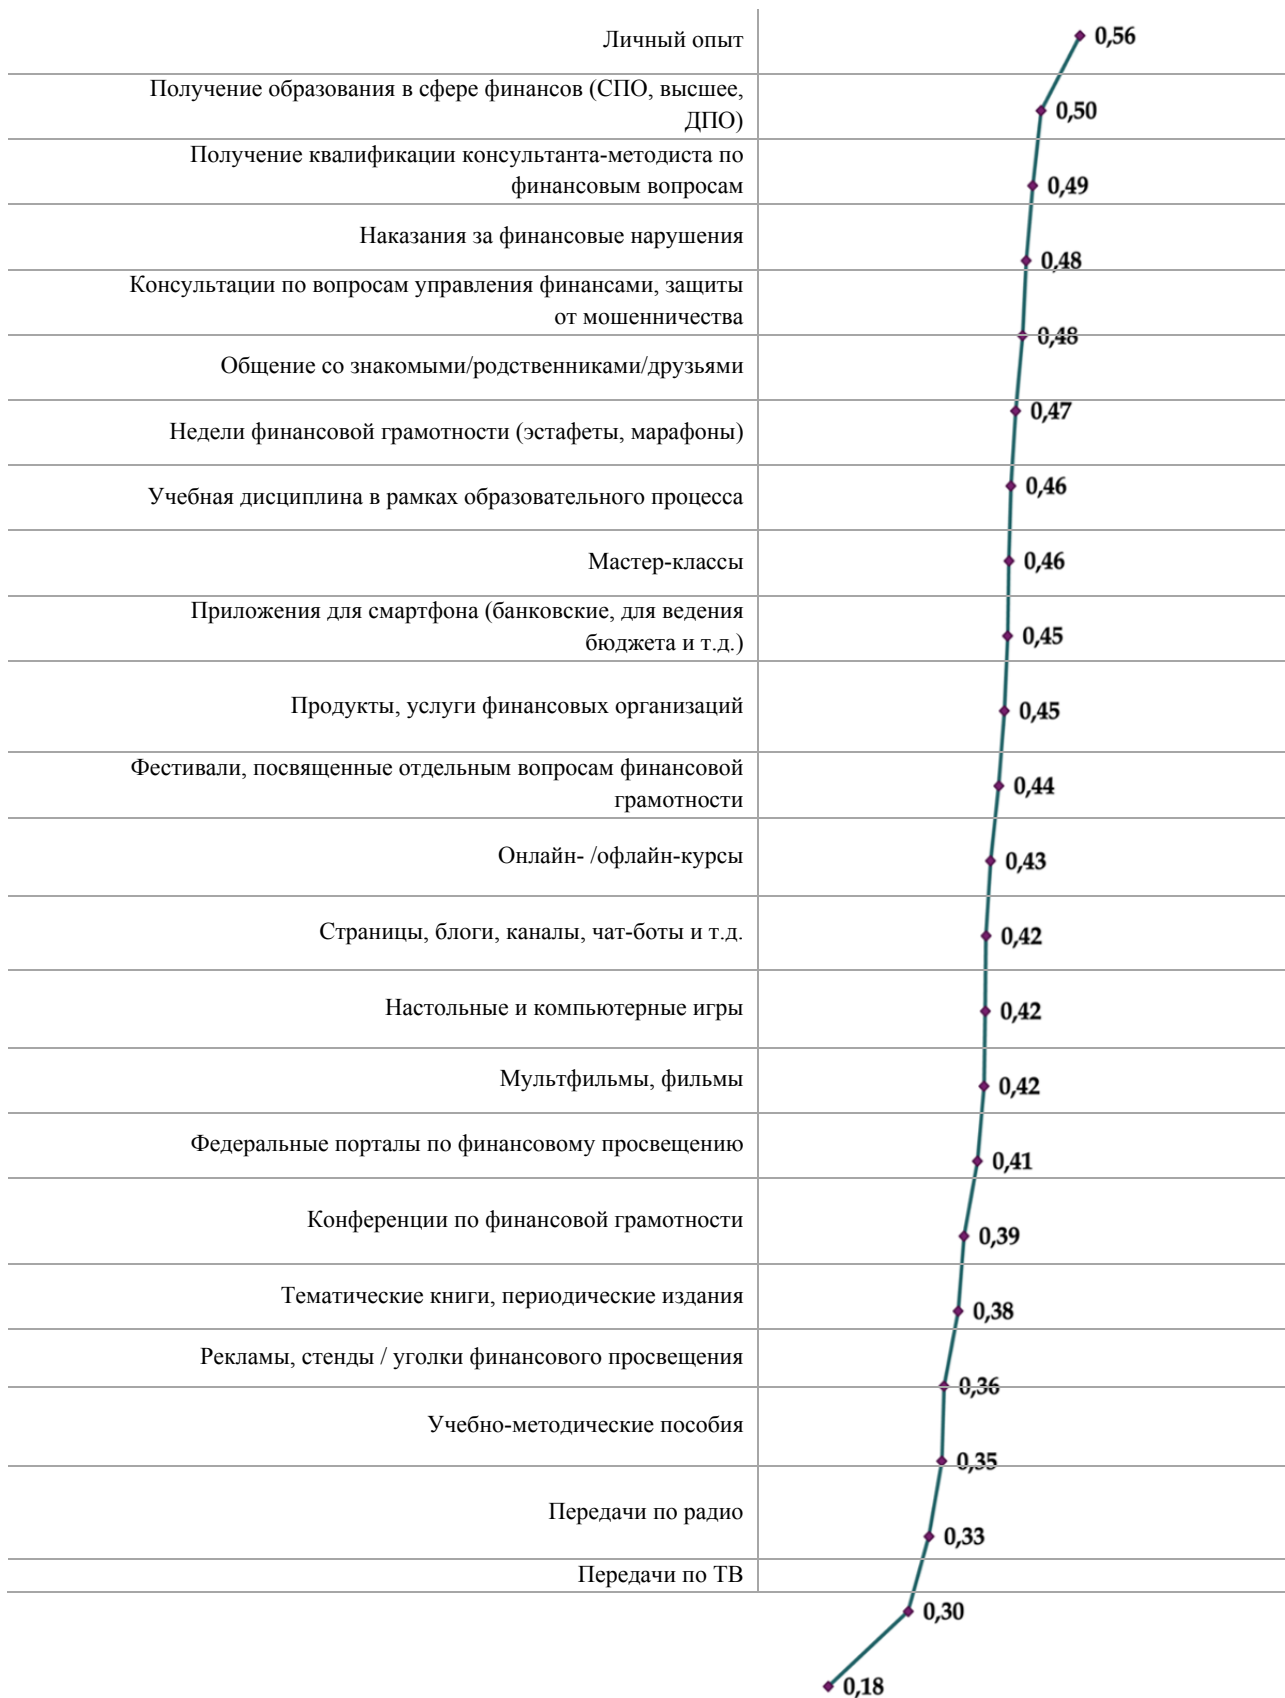 Личный опыт
0,56
Получение образования в сфере финансов (СПО, высшее,
ДПО)
0,50
Получение квалификации консультанта-методиста по
финансовым вопросам
0,49
Наказания за финансовые нарушения
0,48
Консультации по вопросам управления финансами, защиты
от мошенничества
0,48
Общение со знакомыми/родственниками/друзьями
0,47
Недели финансовой грамотности (эстафеты, марафоны)
0,46
Учебная дисциплина в рамках образовательного процесса
Мастер-классы
0,46
Приложения для смартфона (банковские, для ведения
бюджета и т.д.)
0,45
Продукты, услуги финансовых организаций
0,45
Фестивали, посвященные отдельным вопросам финансовой
грамотности
0,44
Онлайн- /офлайн-курсы
0,43
Страницы, блоги, каналы, чат-боты и т.д.
0,42
Настольные и компьютерные игры
0,42
Мультфильмы, фильмы
0,42
Федеральные порталы по финансовому просвещению
0,41
Конференции по финансовой грамотности
0,39
Тематические книги, периодические издания
0,38
Рекламы, стенды / уголки финансового просвещения
0,36
Учебно-методические пособия
0,35
Передачи по радио
0,33
Передачи по ТВ
0,30
0,18